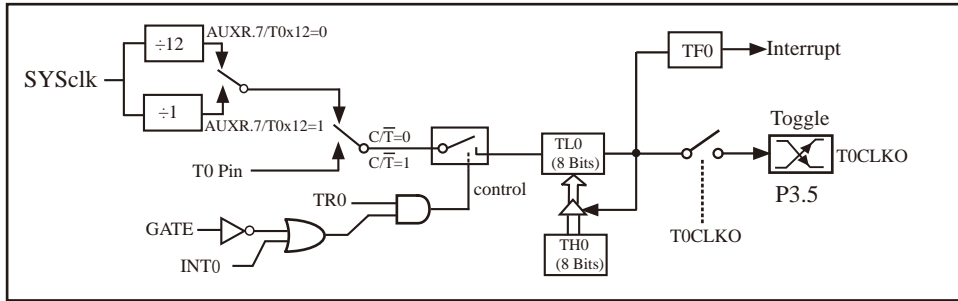 AUXR.7/T0x12=0
÷12
SYSclk
÷1
AUXR.7/T0x12=1
C/T̅=0
C/T̅=1
T0 Pin
control
TR0
GATE
INT0
TL0
(8 Bits)
TH0
(8 Bits)
TF0
Interrupt
Toggle
T0CLKO
P3.5
T0CLKO